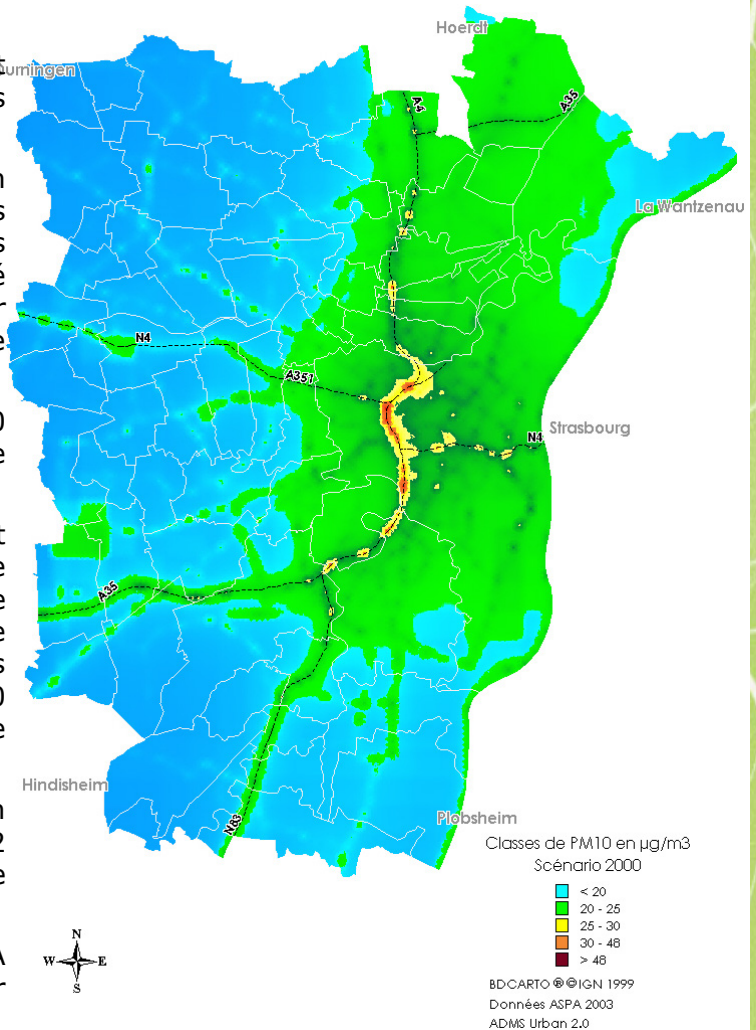 Hoerdt
A4
A35
La Wantzenau
N4
A351
N4
Strasbourg
A35
Hindisheim
N83
Plobsheim
Classes de PM10 en µg/m3
Scénario 2000
< 20
20 - 25
25 - 30
30 - 48
> 48
N
W E
S
BDCARTO ® @IGN 1999
Données ASPA 2003
ADMS Urban 2.0